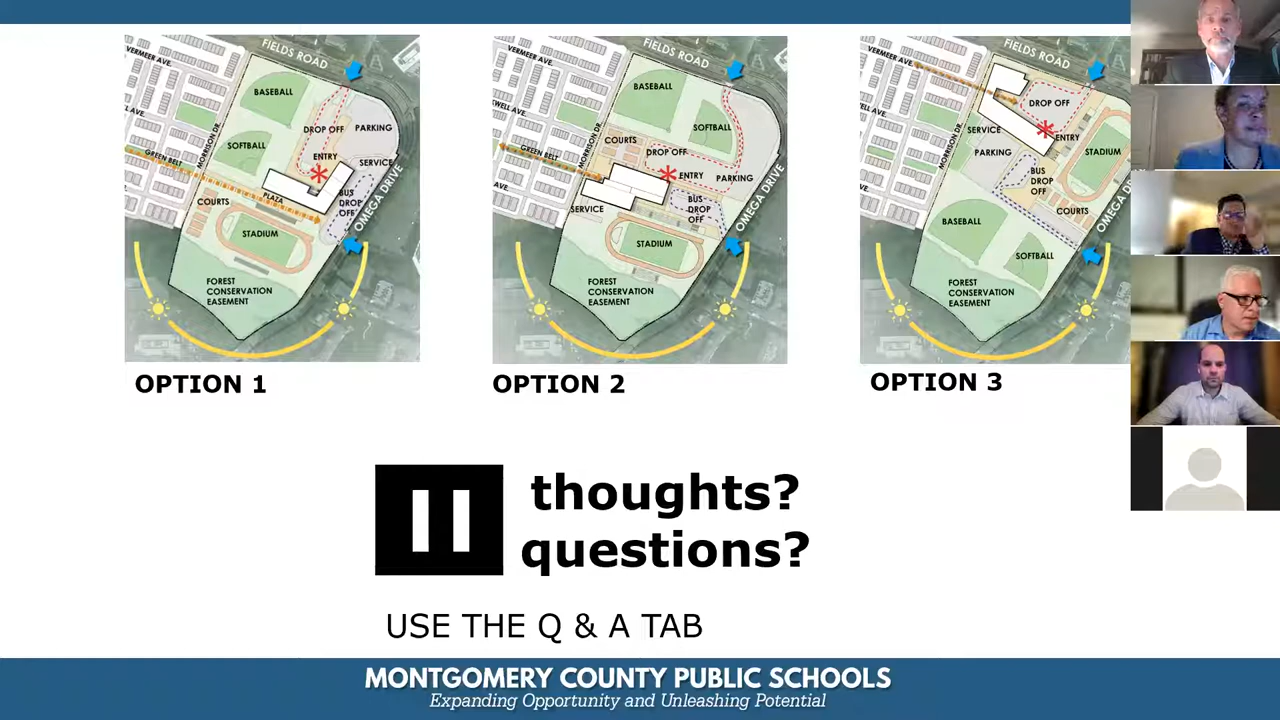 FIELDS ROAD
BASEBALL
MORRISON DR.
DROP OFF
PARKING
SOFTBALL
ENTRY
SERVICE
GREEN BELT
PLAZA
BUS
DROP
OFF
OMEGA DRIVE
COURTS
STADIUM
FOREST
CONSERVATION
EASEMENT
OPTION 1
FIELDS ROAD
BASEBALL
MORRISON DR.
SOFTBALL
COURTS
DROP OFF
GREEN BELT
ENTRY
PARKING
AVE.
SERVICE
BUS
DROP
OFF
OMEGA DRIVE
STADIUM
FOREST
CONSERVATION
EASEMENT
OPTION 2
FIELDS ROAD
VERMEER AVE.
DROP OFF
SERVICE
ENTRY
MORRISON DR.
PARKING
STADIUM
BUS
DROP
OFF
COURTS
BASEBALL
SOFTBALL
FOREST
CONSERVATION
EASEMENT
OPTION 3
thoughts?
questions?
USE THE Q & A TAB
MONTGOMERY COUNTY PUBLIC SCHOOLS
Expanding Opportunity and Unleashing Potential